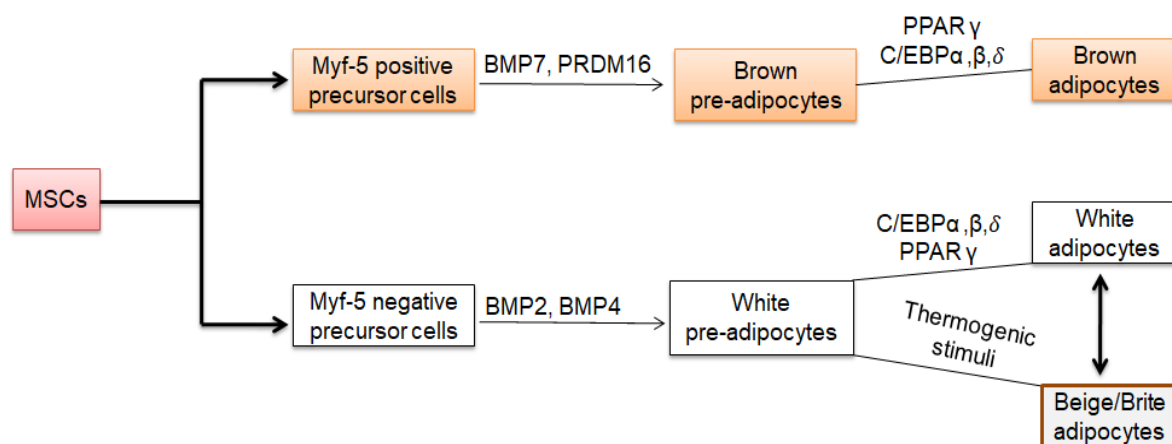 PPAR γ
C/EBPα ,β,δ
Myf-5 positive
precursor cells
BMP7, PRDM16
Brown
pre-adipocytes
Brown
adipocytes
MSCs
C/EBPα ,β,δ
PPAR γ
White
adipocytes
Myf-5 negative
precursor cells
BMP2, BMP4
White
pre-adipocytes
Thermogenic
stimuli
Beige/Brite
adipocytes